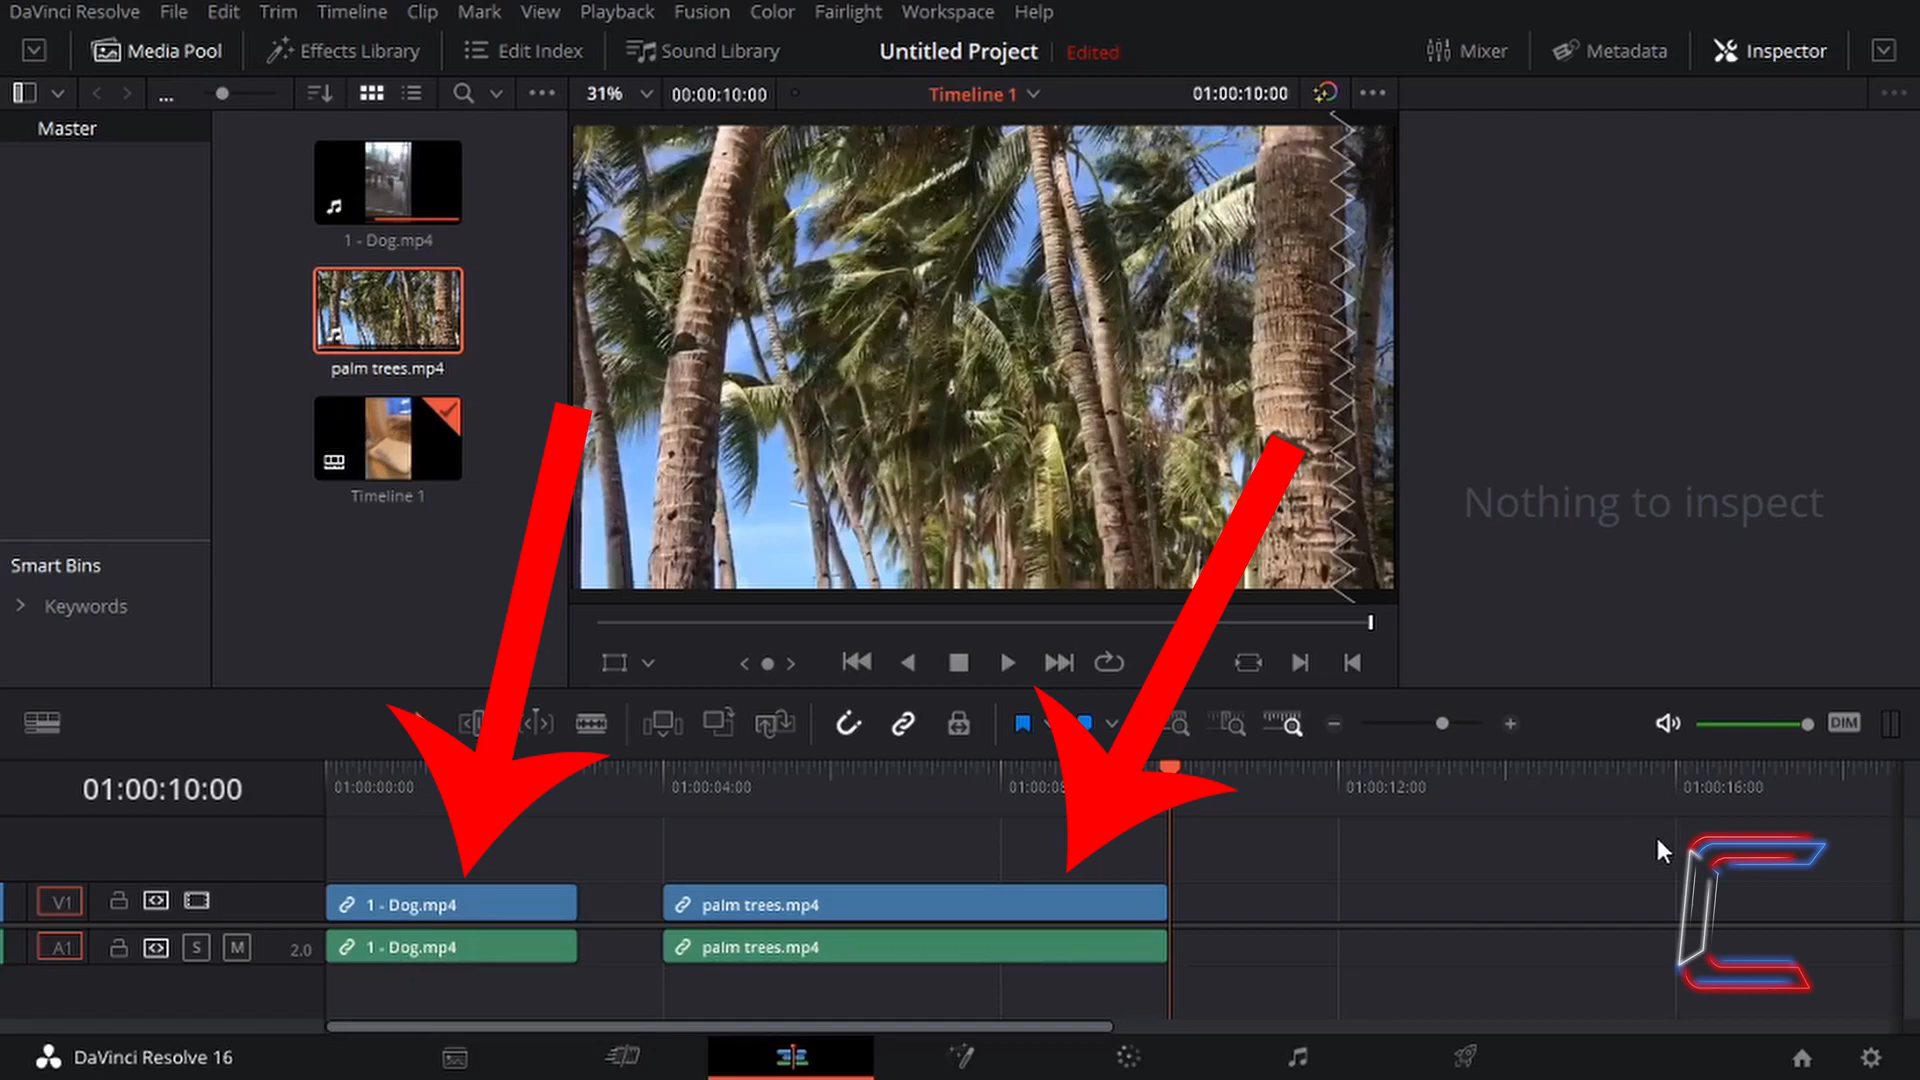 DaVinci Resolve File Edit Trim Timeline Clip Mark View Playback Fusion Color Fairlight Workspace Help
Media Pool Effects Library Edit Index Sound Library Untitled Project Edited Mixer Metadata Inspector
31% 00:00:10:00 Timeline 1 01:00:10:00
Master
1 - Dog.mp4
palm trees.mp4
Timeline 1
Nothing to inspect
Smart Bins
Keywords
DIM
01:00:10:00
01:00:00:00 01:00:04:00 01:00:12:00 01:00:16:00
V1 1 - Dog.mp4 palm trees.mp4
A1 S M 2.0 1 - Dog.mp4 palm trees.mp4
DaVinci Resolve 16